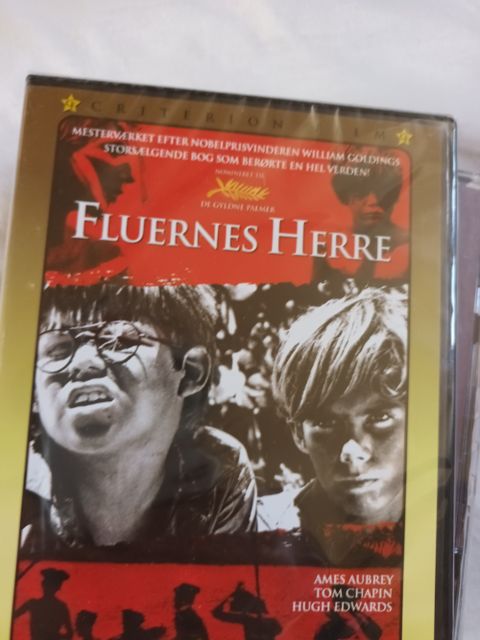 CRITERION FILM
MESTERVÆRKET EFTER NOBELPRISVINDEREN WILLIAM GOLDINGS
STORSÆLGENDE BOG SOM BERØRTE EN HEL VERDEN!
NOMINERET TIL
DE GYLDNE PALMER
FLUERNES HERRE
AMES AUBREY
TOM CHAPIN
HUGH EDWARDS